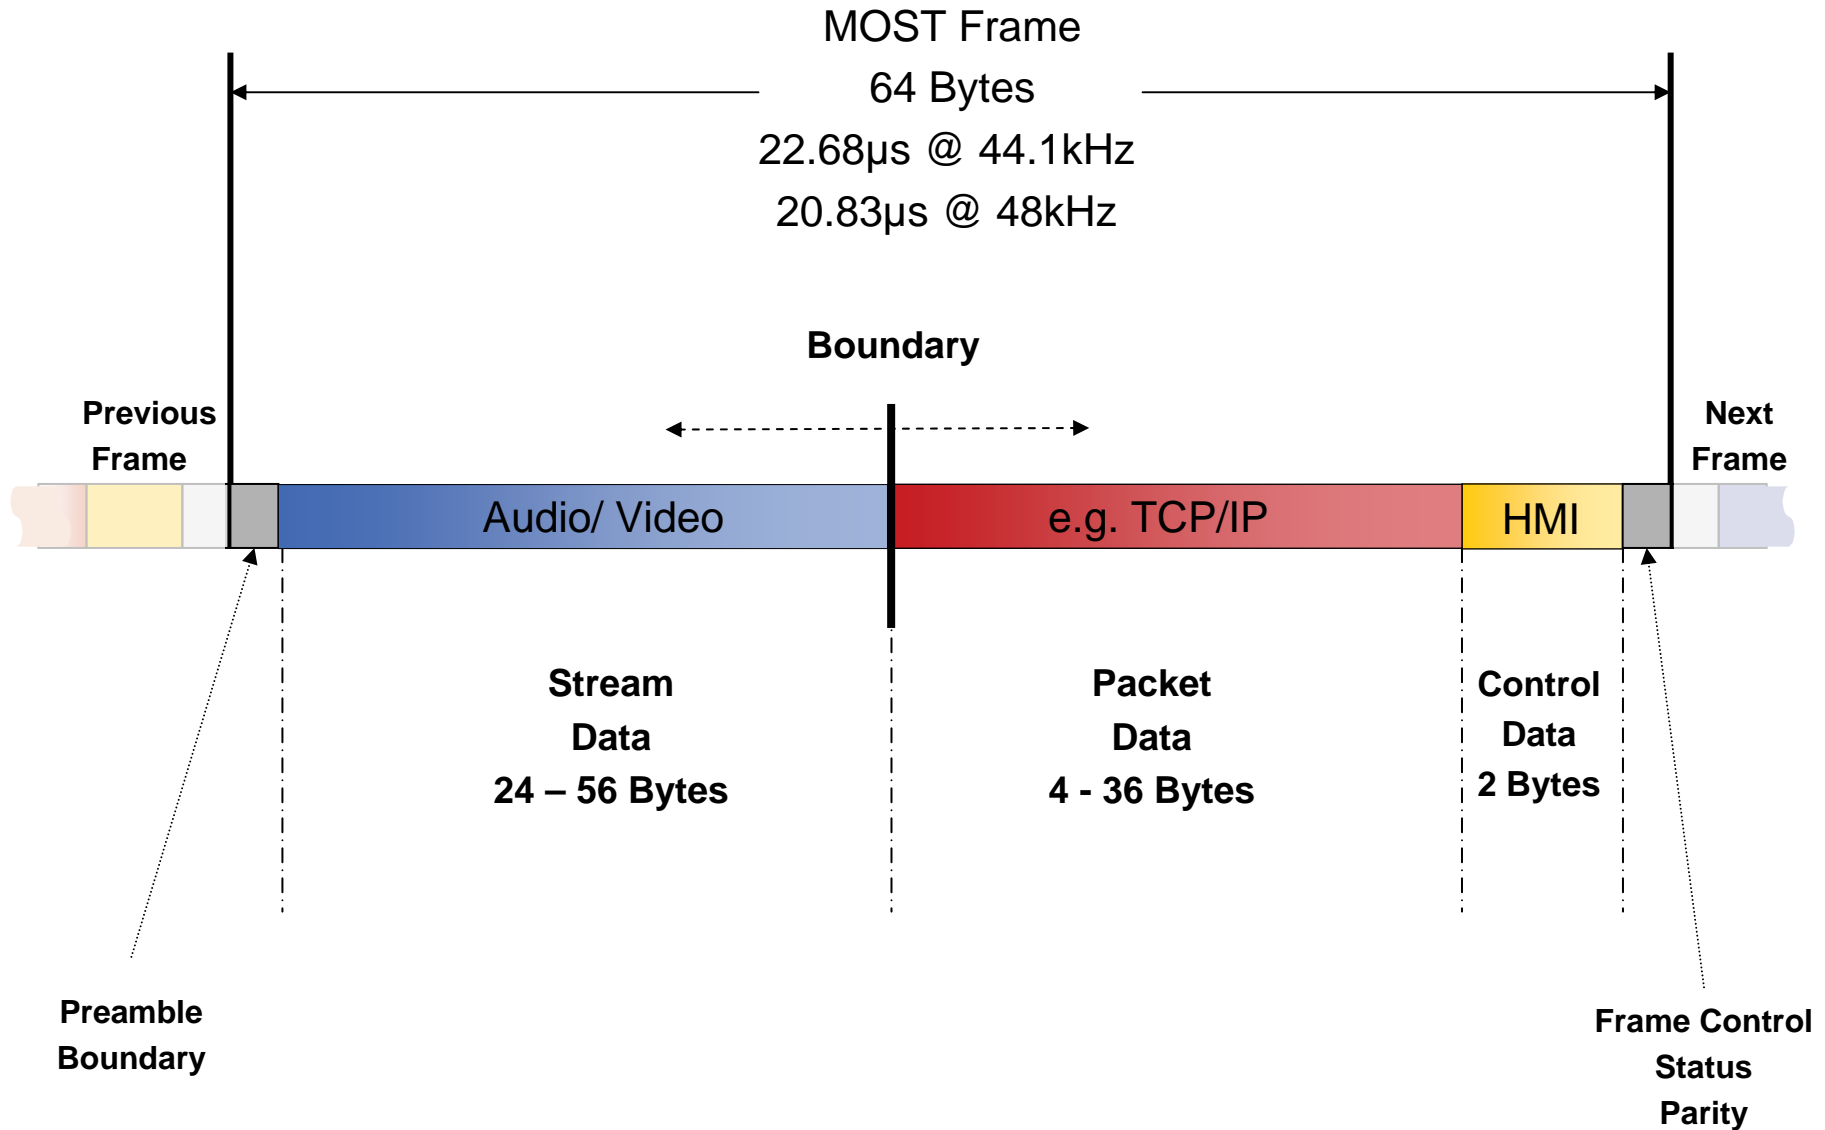 MOST Frame
64 Bytes
22.68µs @ 44.1kHz
20.83µs @ 48kHz
Boundary
Previous
Frame
Next
Frame
Audio/ Video
e.g. TCP/IP
HMI
Stream
Data
24 – 56 Bytes
Packet
Data
4 - 36 Bytes
Control
Data
2 Bytes
Preamble
Boundary
Frame Control
Status
Parity